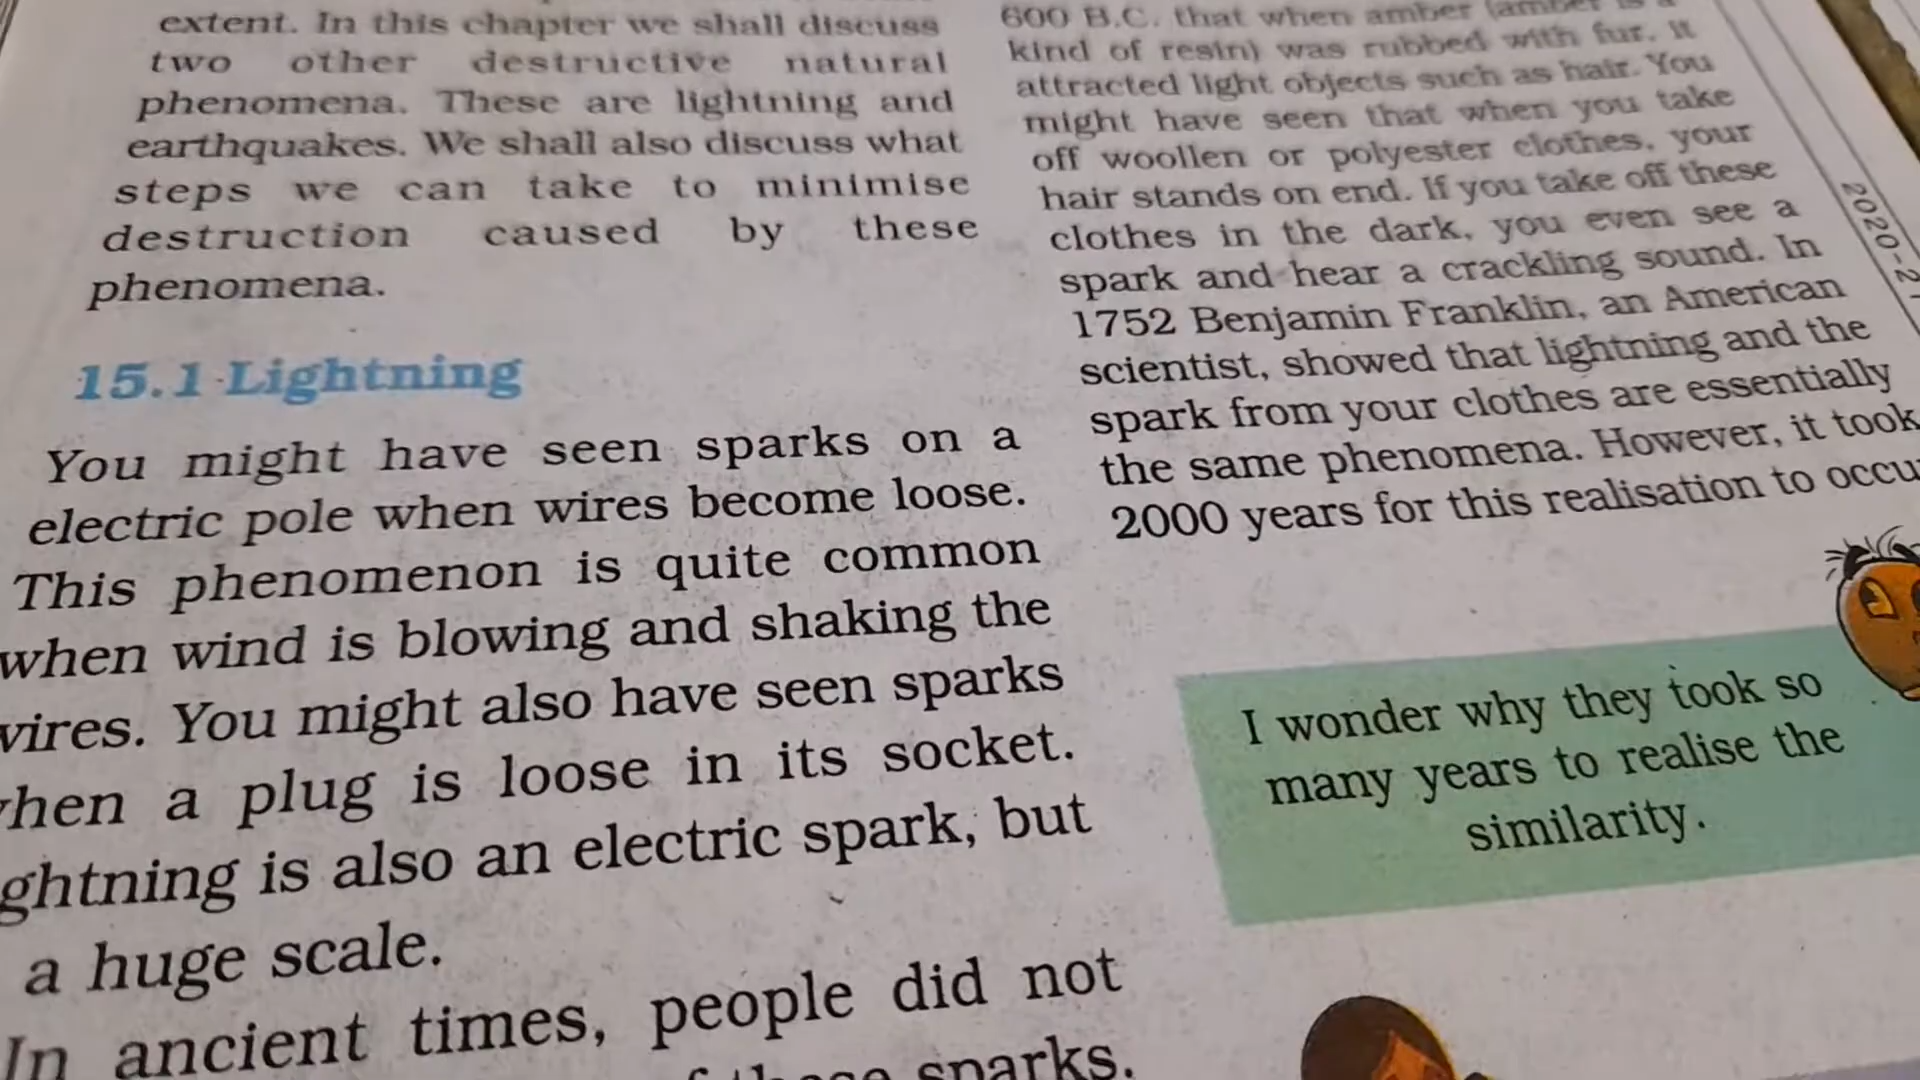 extent. In this chapter we shall discuss
two other destructive natural
phenomena. These are lightning and
earthquakes. We shall also discuss what
steps we can take to minimise
destruction caused by these
phenomena.
15.1 Lightning
You might have seen sparks on a
electric pole when wires become loose.
This phenomenon is quite common
when wind is blowing and shaking the
wires. You might also have seen sparks
when a plug is loose in its socket.
ghtning is also an electric spark, but
a huge scale.
In ancient times, people did not
sparks.
600 B.C. that when amber (amber is a
kind of resin) was rubbed with fur, it
attracted light objects such as hair. You
might have seen that when you take
off woollen or polyester clothes, your
hair stands on end. If you take off these
clothes in the dark, you even see a
spark and hear a crackling sound. In
1752 Benjamin Franklin, an American
scientist, showed that lightning and the
spark from your clothes are essentially
the same phenomena. However, it took
2000 years for this realisation to occu
I wonder why they took so
many years to realise the
similarity.
2020-2